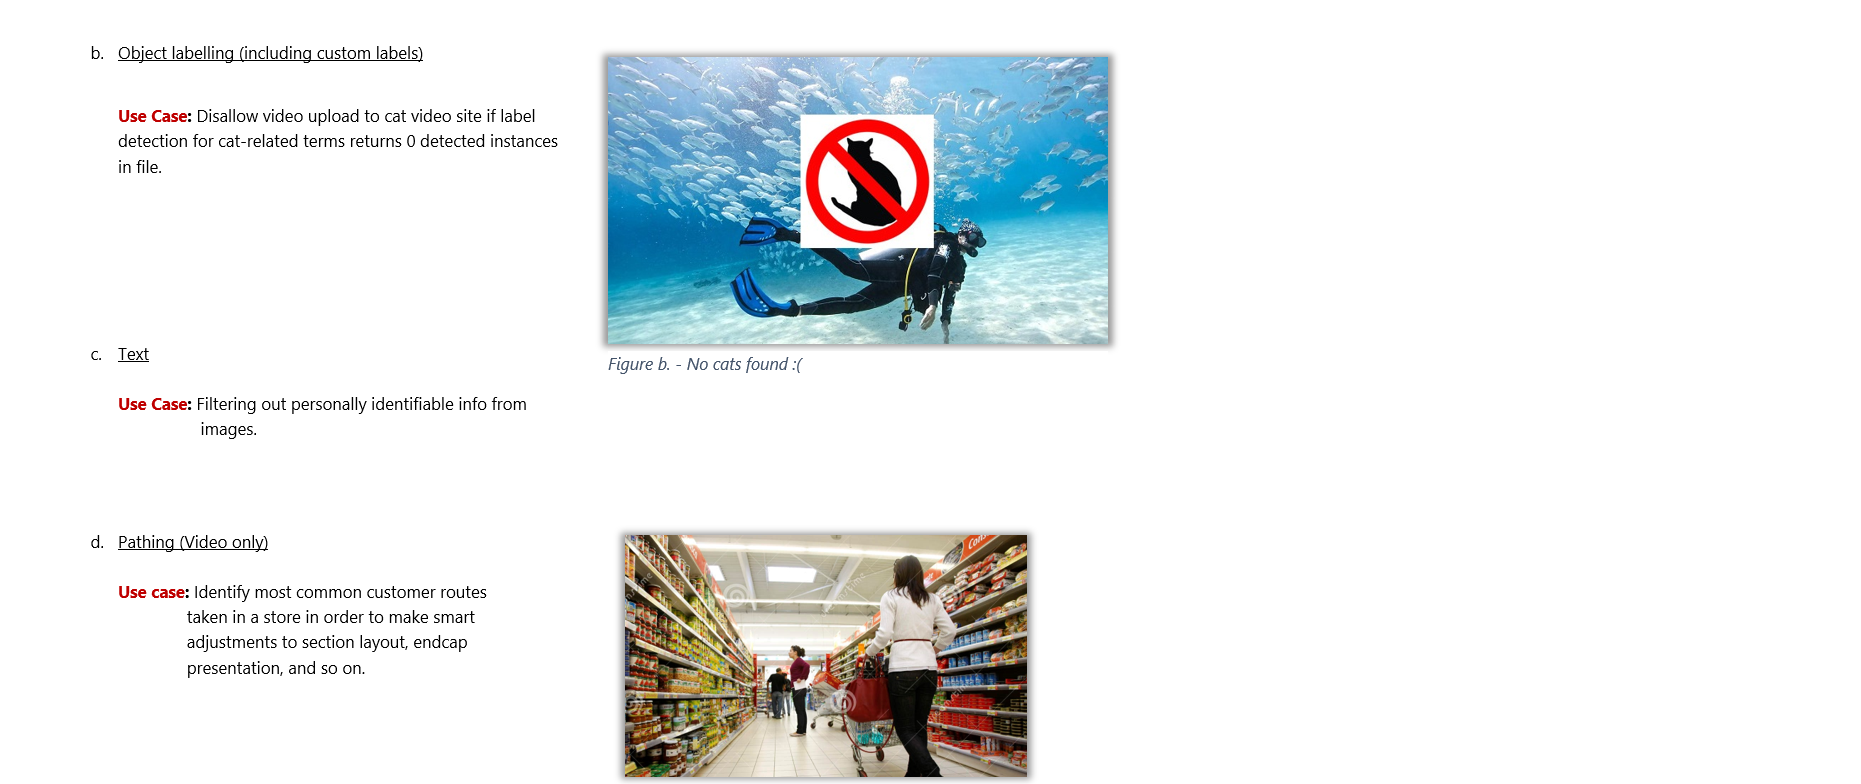 b. Object labelling (including custom labels)
Use Case: Disallow video upload to cat video site if label
detection for cat-related terms returns 0 detected instances
in file.
Figure b. - No cats found :(
c. Text
Use Case: Filtering out personally identifiable info from
images.
d. Pathing (Video only)
Use case: Identify most common customer routes
taken in a store in order to make smart
adjustments to section layout, endcap
presentation, and so on.